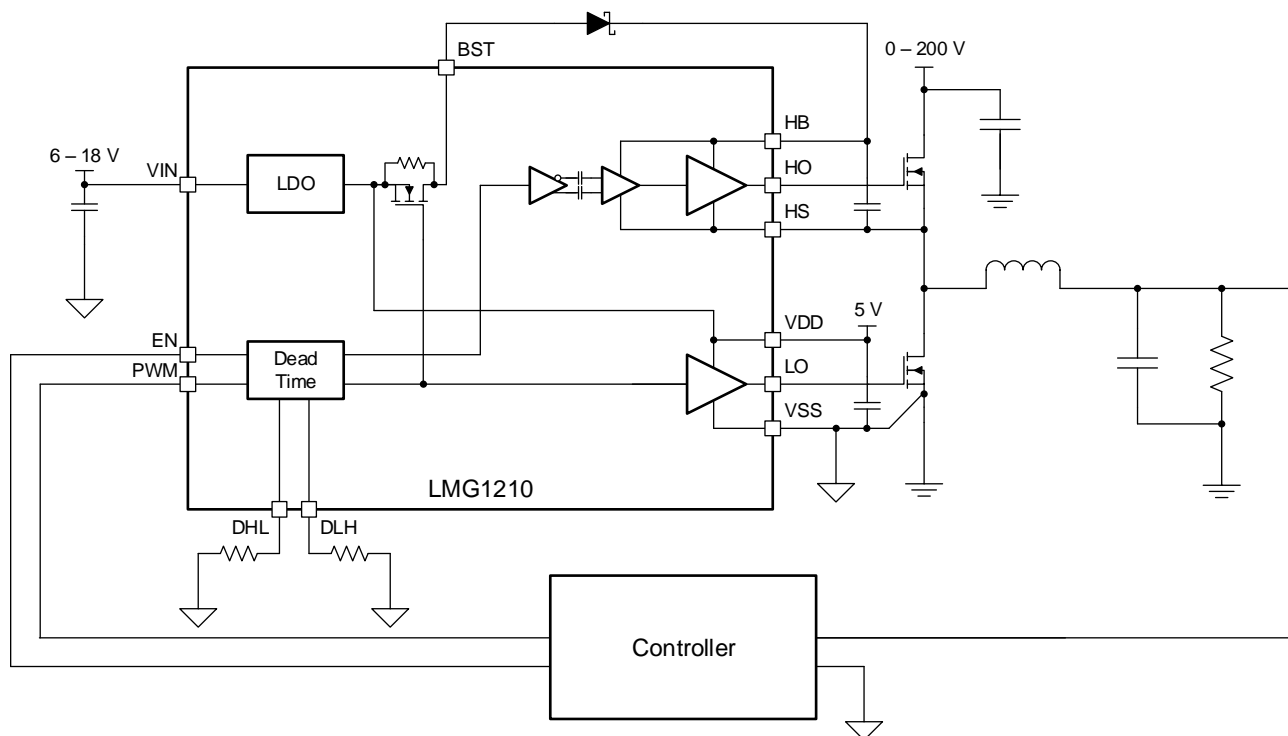 BST
0 – 200 V
HB
6 – 18 V
VIN
LDO
HO
HS
EN
PWM
Dead
Time
VDD
5 V
LO
VSS
LMG1210
DHL
DLH
Controller